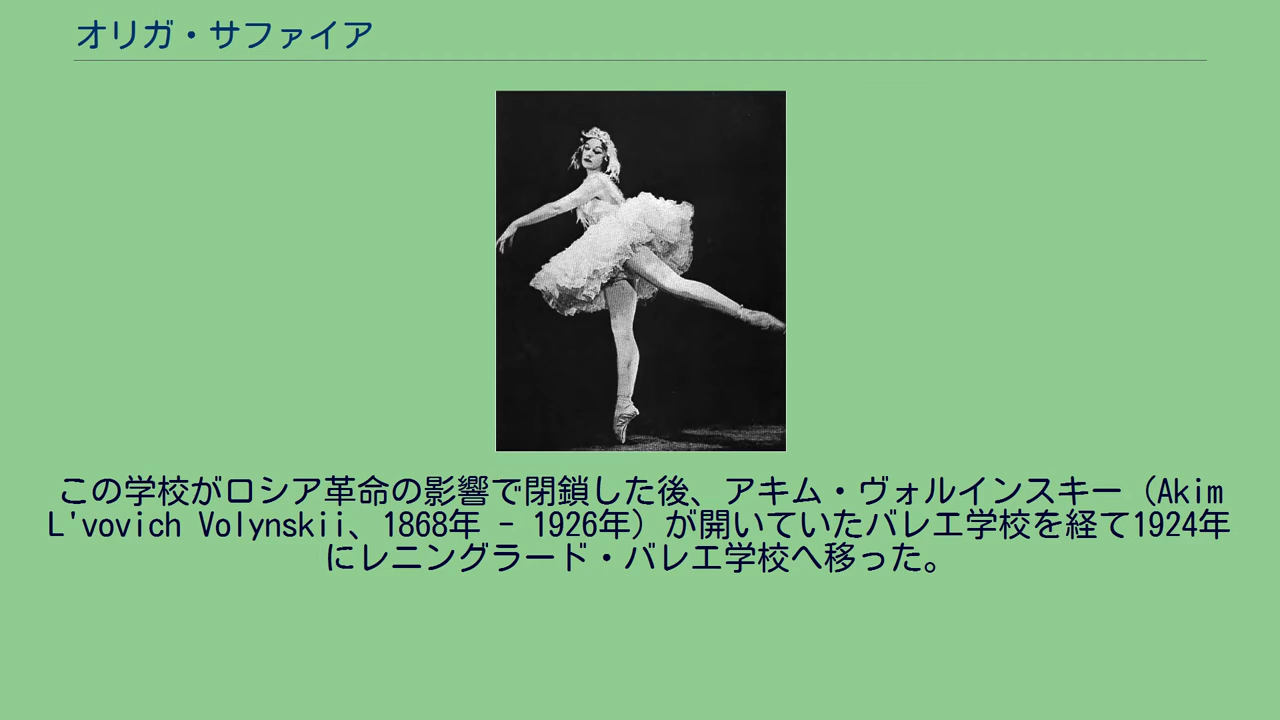 オリガ・サファイア
この学校がロシア革命の影響で閉鎖した後、アキム・ヴォルインスキー（Akim
L'vovich Volynskii、1868年 - 1926年）が開いていたバレエ学校を経て1924年
にレニングラード・バレエ学校へ移った。